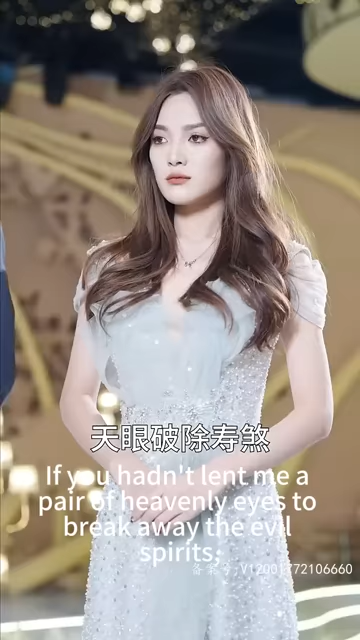 天眼破除寿煞
If you hadn't lent me a
pair of heavenly eyes to
break away the evil
spirits.
备案号:V12001772106660